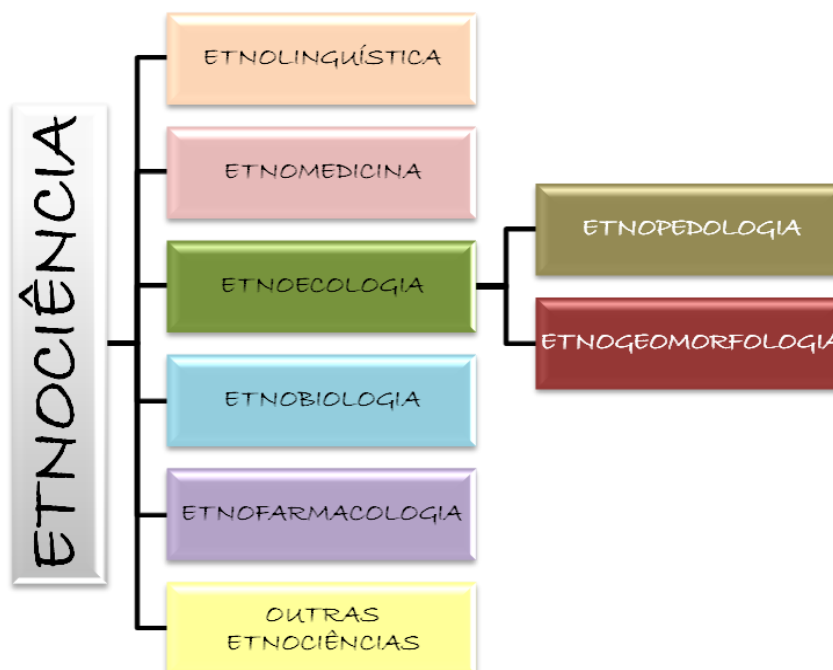 ETNOCIÊNCIA
ETNOLINGUÍSTICA
ETNOMEDICINA
ETNOECOLOGIA
ETNOBIOLOGIA
ETNOFARMACOLOGIA
OUTRAS
ETNOCIÊNCIAS
ETNOPEDOLOGIA
ETNOGEOMORFOLOGIA